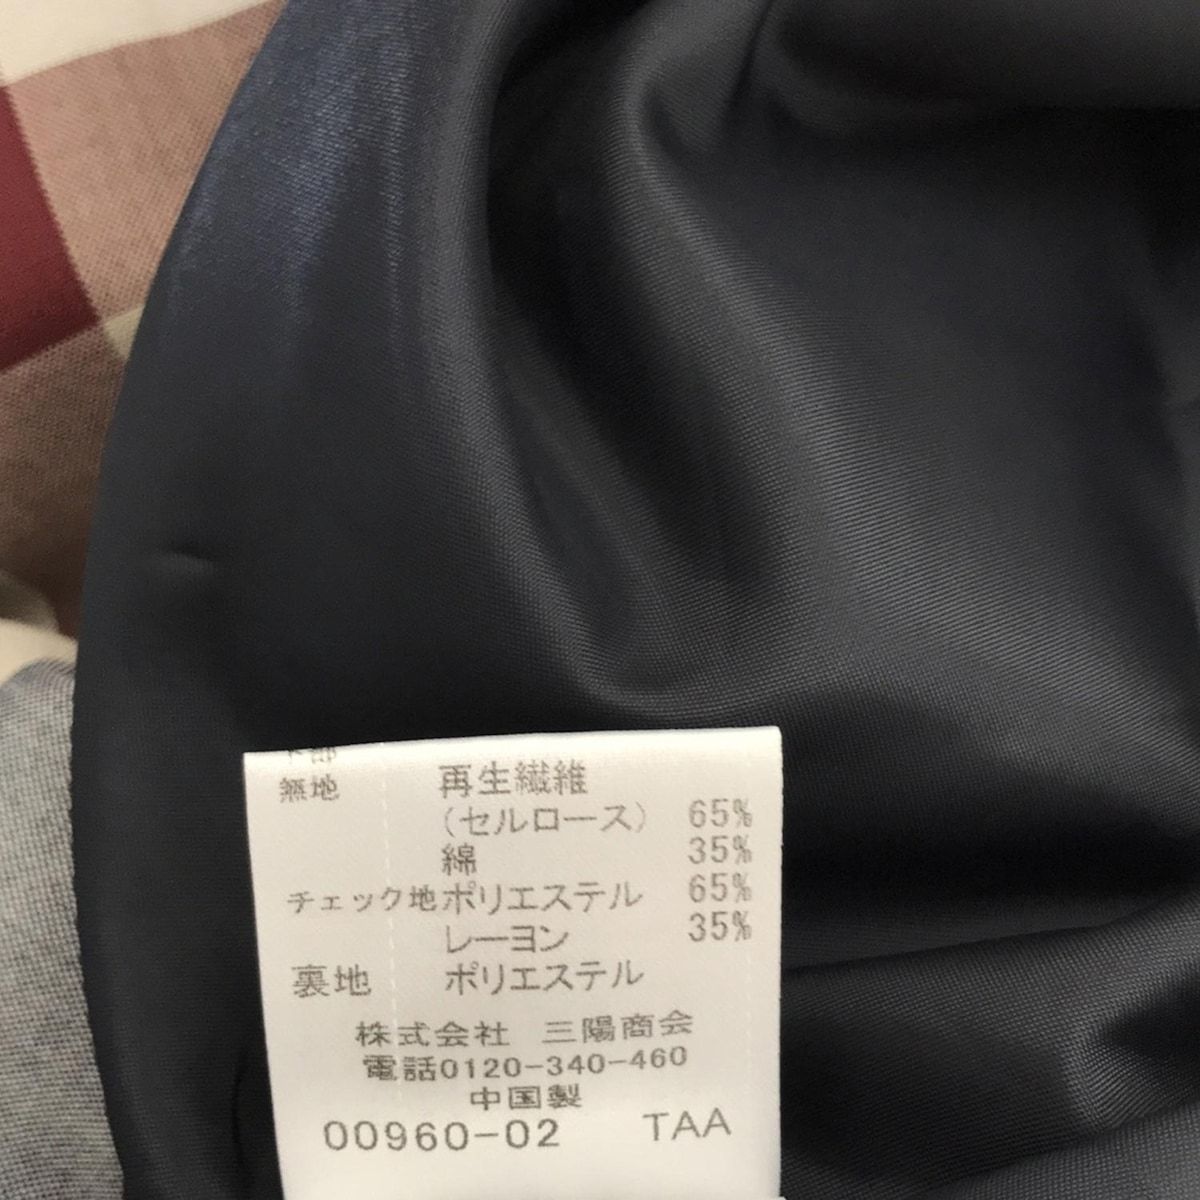 無地 再生繊維
(セルロース) 65%
綿 35%
チェック地 ポリエステル 65%
レーヨン 35%
裏地 ポリエステル
株式会社 三陽商会
電話0120-340-460
中国製
00960-02 TAA